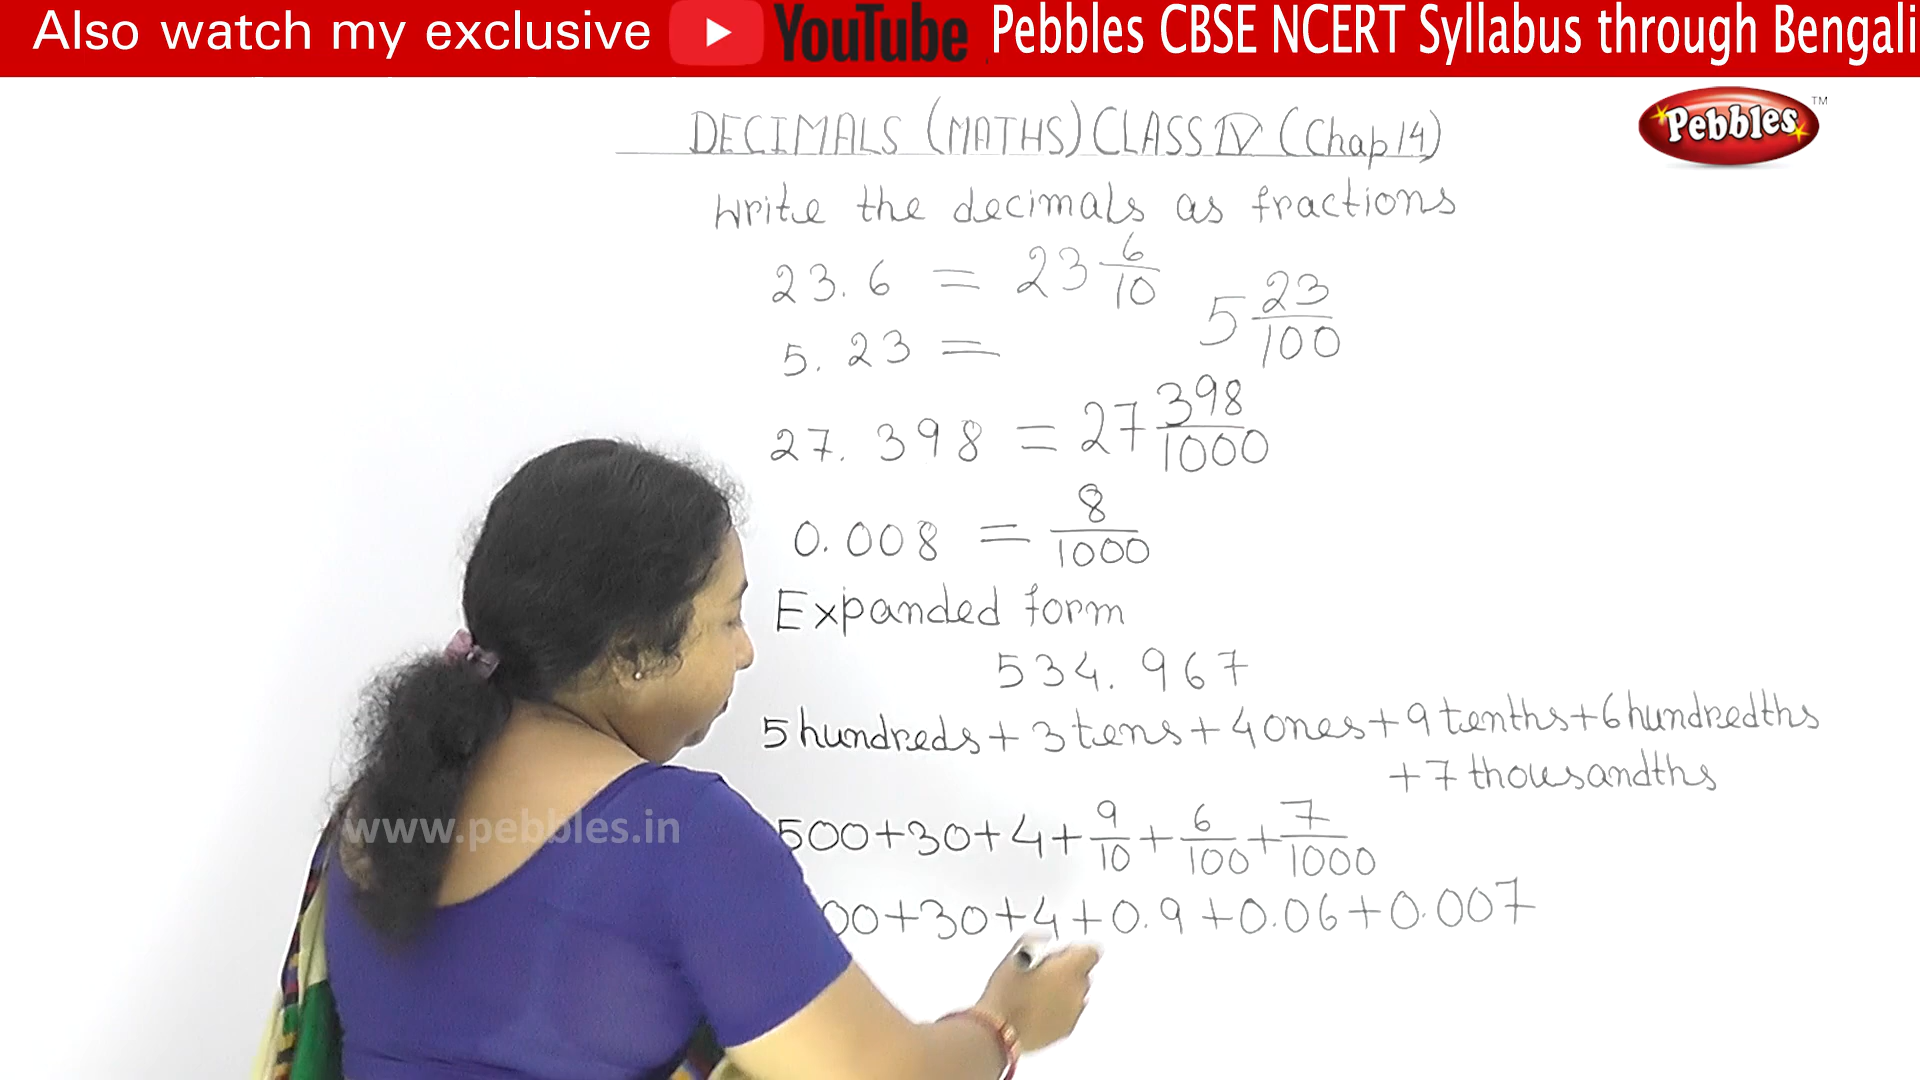 Also watch my exclusive YouTube Pebbles CBSE NCERT Syllabus through Bengali
Pebbles TM
DECIMALS (MATHS) CLASS IV (Chap 14)
Write the decimals as fractions
23.6 = 23 6/10
5.23 = 5 23/100
27.398 = 27 398/1000
0.008 = 8/1000
Expanded form
534.967
5 hundreds + 3 tens + 4 ones + 9 tenths + 6 hundredths
+ 7 thousandths
500 + 30 + 4 + 9/10 + 6/100 + 7/1000
00 + 30 + 4 + 0.9 + 0.06 + 0.007
www.pebbles.in